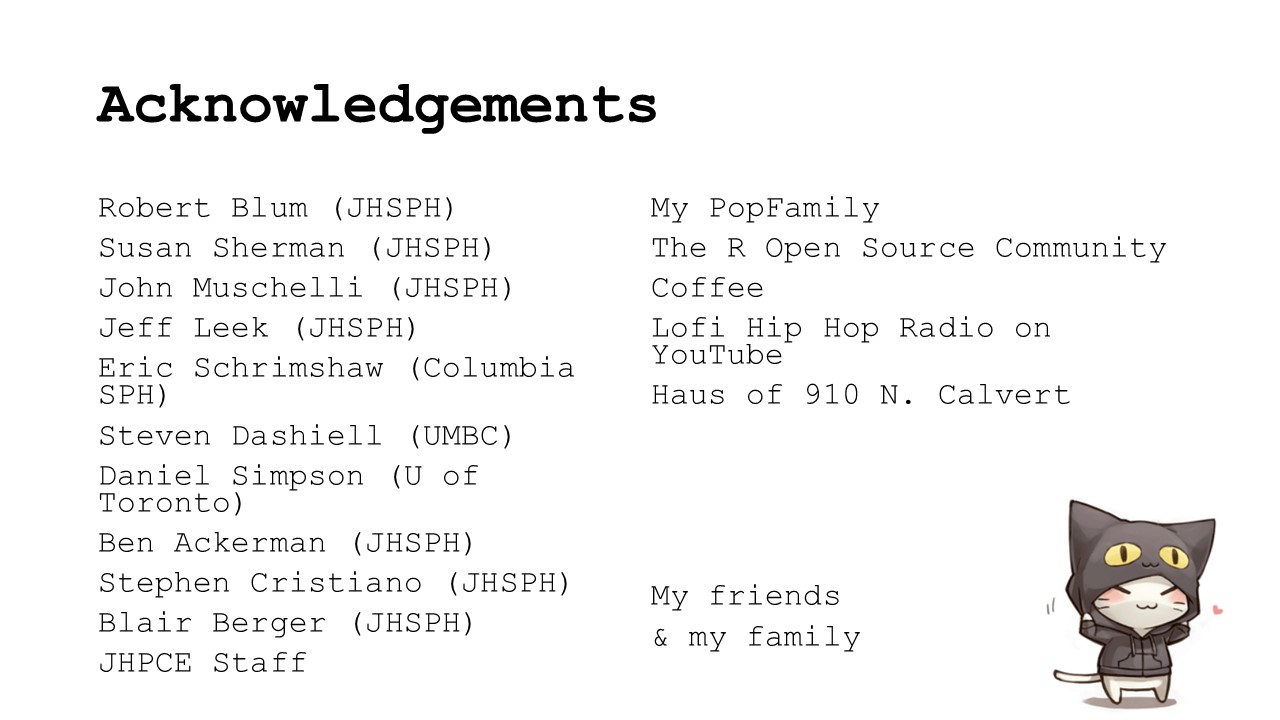 Acknowledgements
Robert Blum (JHSPH)
Susan Sherman (JHSPH)
John Muschelli (JHSPH)
Jeff Leek (JHSPH)
Eric Schrimshaw (Columbia
SPH)
Steven Dashiell (UMBC)
Daniel Simpson (U of
Toronto)
Ben Ackerman (JHSPH)
Stephen Cristiano (JHSPH)
Blair Berger (JHSPH)
JHPCE Staff
My PopFamily
The R Open Source Community
Coffee
Lofi Hip Hop Radio on
YouTube
Haus of 910 N. Calvert
My friends
& my family